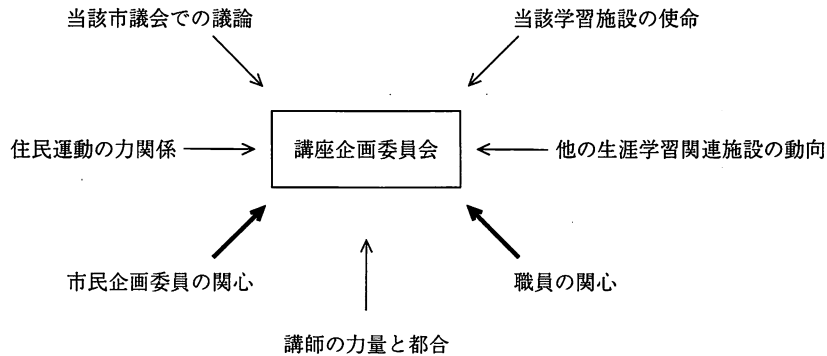 当該市議会での議論
当該学習施設の使命
住民運動の力関係
講座企画委員会
他の生涯学習関連施設の動向
市民企画委員の関心
職員の関心
講師の力量と都合